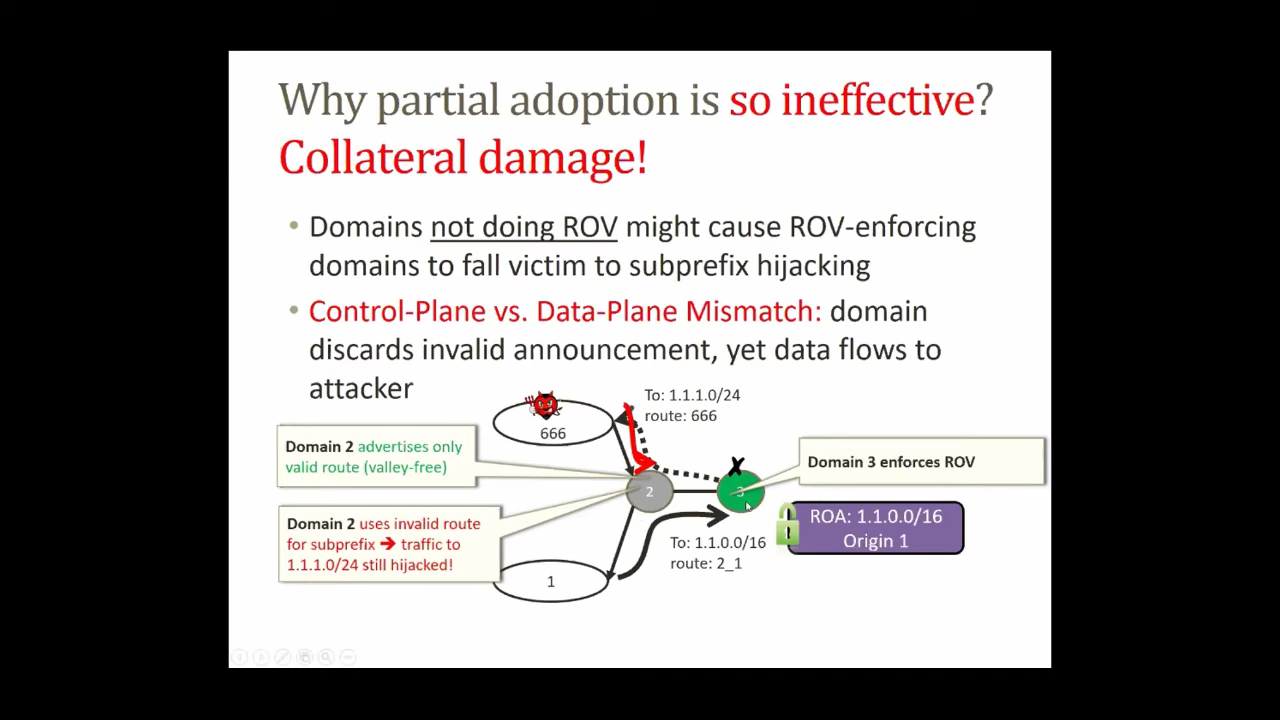 Why partial adoption is so ineffective?
Collateral damage!
• Domains not doing ROV might cause ROV-enforcing
domains to fall victim to subprefix hijacking
• Control-Plane vs. Data-Plane Mismatch: domain
discards invalid announcement, yet data flows to
attacker
To: 1.1.1.0/24
route: 666
666
Domain 2 advertises only
valid route (valley-free)
Domain 3 enforces ROV
2
3
Domain 2 uses invalid route
for subprefix ➔ traffic to
1.1.1.0/24 still hijacked!
ROA: 1.1.0.0/16
Origin 1
To: 1.1.0.0/16
route: 2_1
1